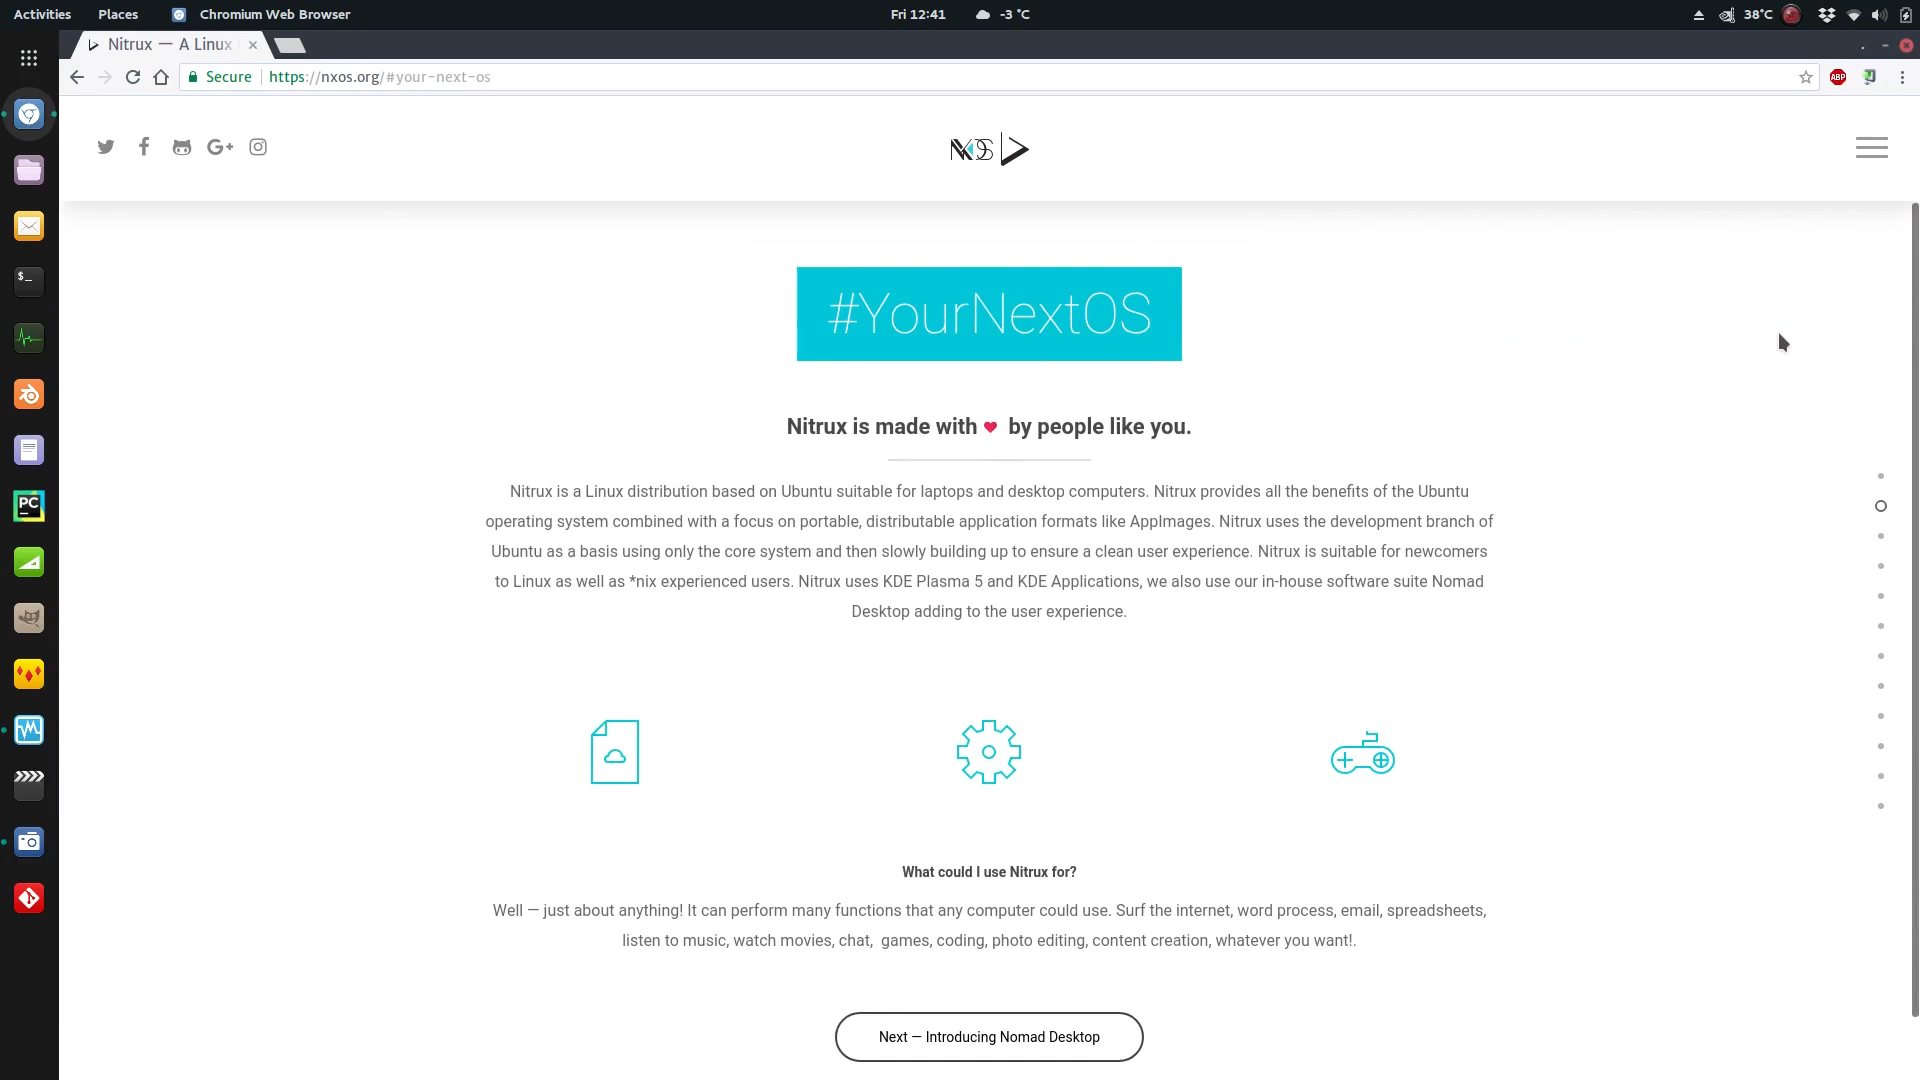 Activities Places Chromium Web Browser Fri 12:41 -3 °C 38°C
Nitrux — A Linux
Secure https://nxos.org/#your-next-os
ABP
NXOS
#YourNextOS
Nitrux is made with by people like you.
Nitrux is a Linux distribution based on Ubuntu suitable for laptops and desktop computers. Nitrux provides all the benefits of the Ubuntu
operating system combined with a focus on portable, distributable application formats like AppImages. Nitrux uses the development branch of
Ubuntu as a basis using only the core system and then slowly building up to ensure a clean user experience. Nitrux is suitable for newcomers
to Linux as well as *nix experienced users. Nitrux uses KDE Plasma 5 and KDE Applications, we also use our in-house software suite Nomad
Desktop adding to the user experience.
What could I use Nitrux for?
Well — just about anything! It can perform many functions that any computer could use. Surf the internet, word process, email, spreadsheets,
listen to music, watch movies, chat,  games, coding, photo editing, content creation, whatever you want!.
Next — Introducing Nomad Desktop
$_
PC